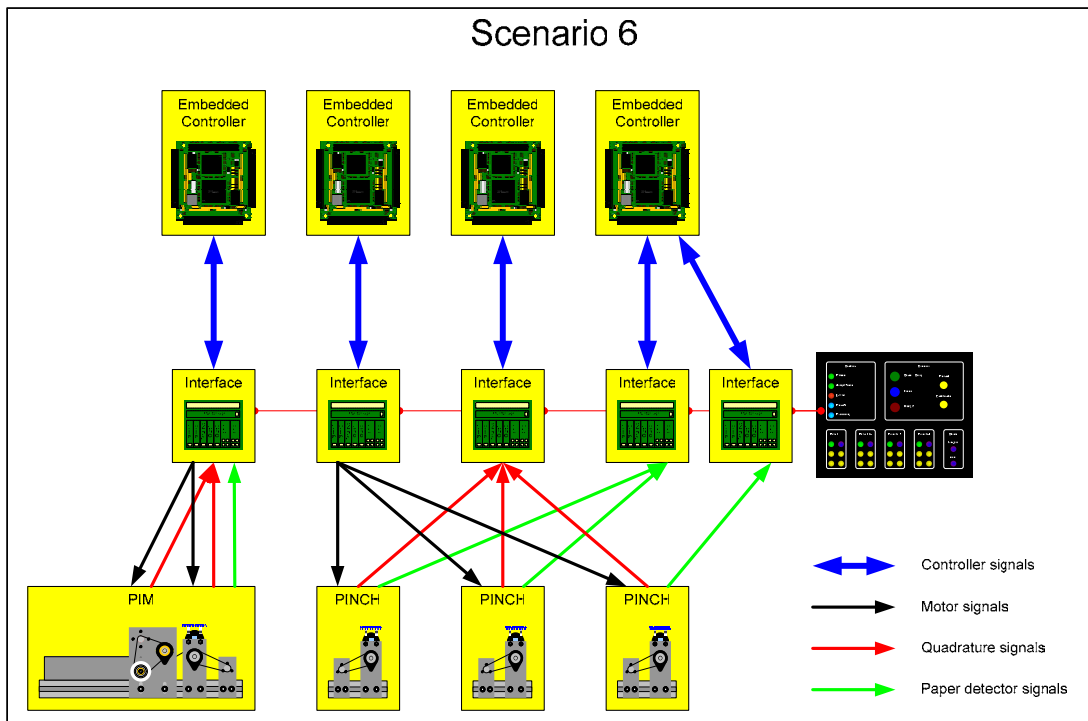 Scenario 6
Embedded
Controller
Embedded
Controller
Embedded
Controller
Embedded
Controller
Interface
Interface
Interface
Interface
Interface
PIM
PINCH
PINCH
PINCH
Controller signals
Motor signals
Quadrature signals
Paper detector signals